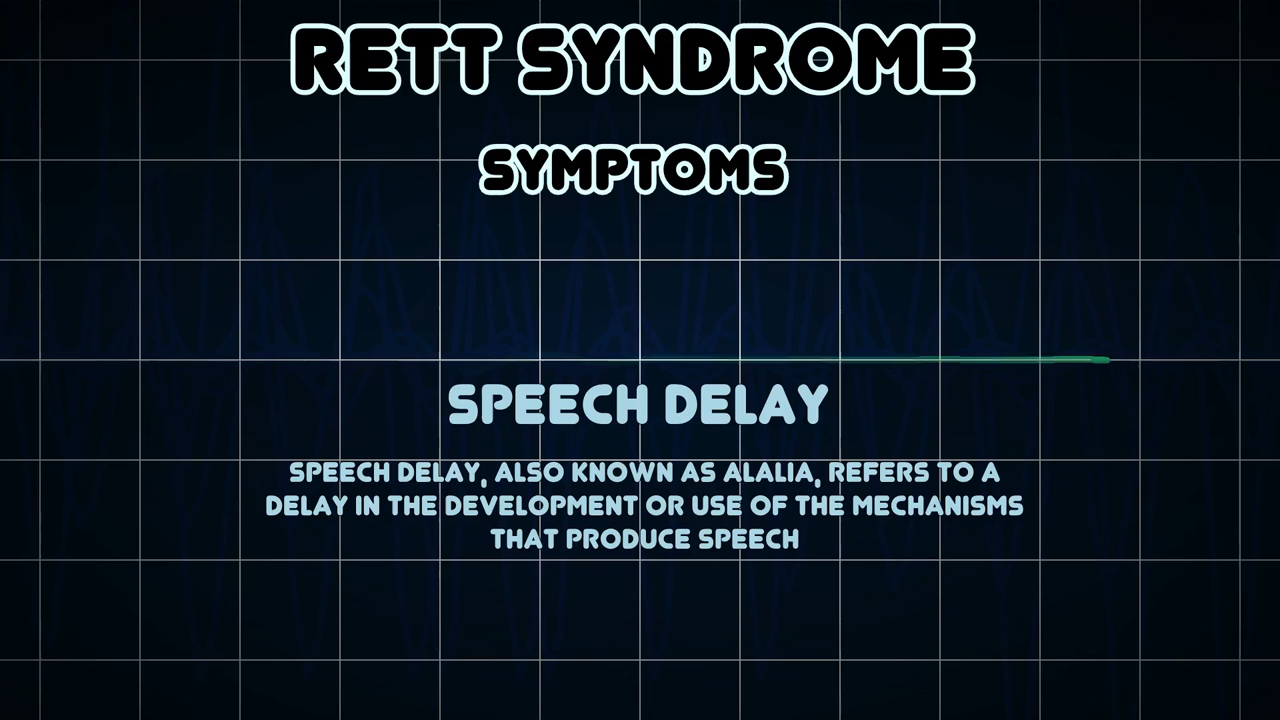 RETT SYNDROME
SYMPTOMS
SPEECH DELAY
SPEECH DELAY, ALSO KNOWN AS ALALIA, REFERS TO A
DELAY IN THE DEVELOPMENT OR USE OF THE MECHANISMS
THAT PRODUCE SPEECH